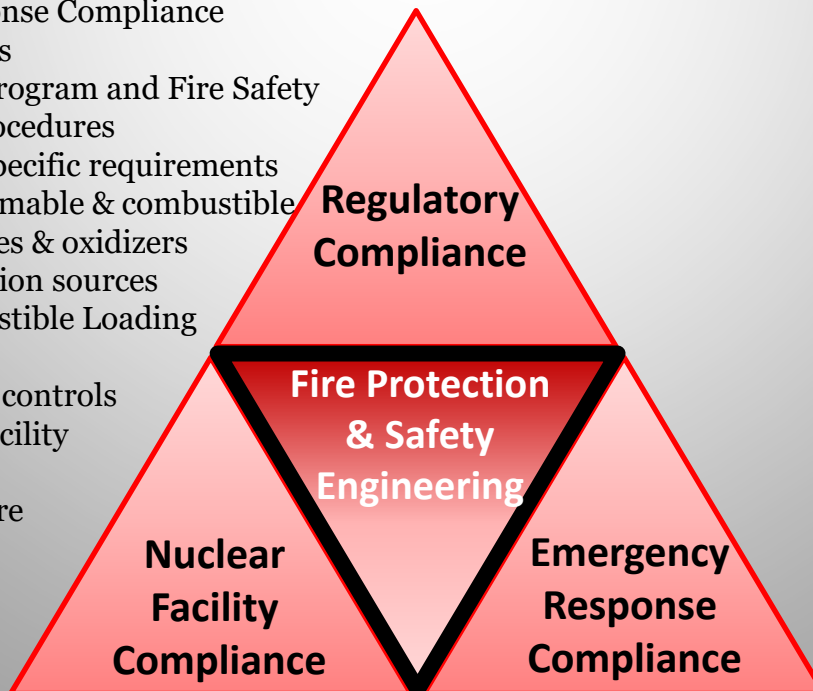 nse Compliance
s
rogram and Fire Safety
ocedures
pecific requirements
mable & combustible
es & oxidizers
ion sources
stible Loading
controls
cility
re
Regulatory
Compliance
Fire Protection
& Safety
Engineering
Nuclear
Facility
Compliance
Emergency
Response
Compliance